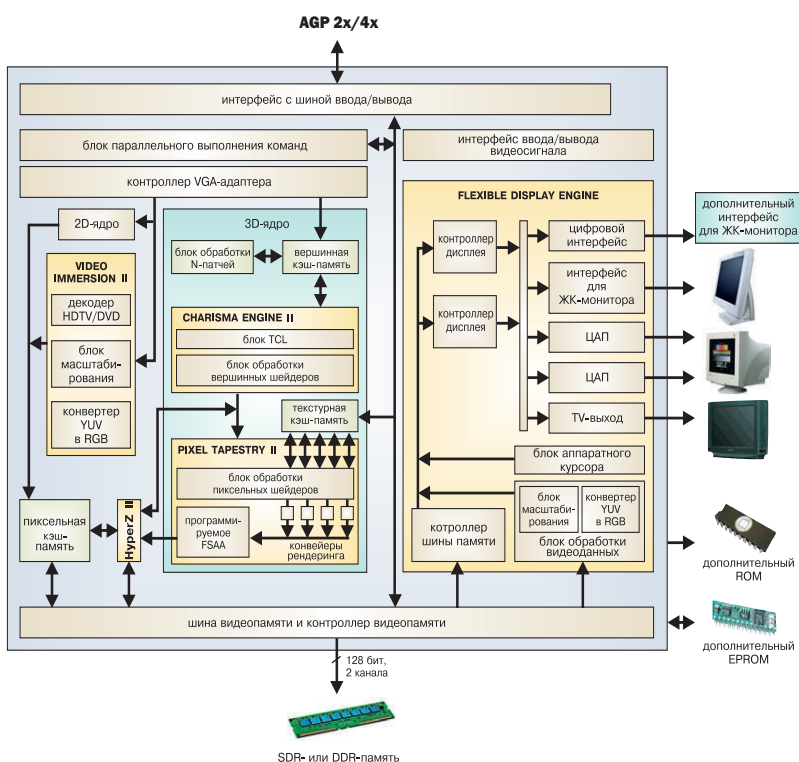 AGP 2x/4x
интерфейс с шиной ввода/вывода
блок параллельного выполнения команд
интерфейс ввода/вывода
видеосигнала
контроллер VGA-адаптера
2D-ядро
VIDEO
IMMERSION II
декодер
HDTV/DVD
блок
масштаби-
рования
конвертер
YUV
в RGB
3D-ядро
блок обработки
N-патчей
вершинная
кэш-память
CHARISMA ENGINE II
блок TCL
блок обработки
вершинных шейдеров
текстурная
кэш-память
PIXEL TAPESTRY II
блок обработки
пиксельных шейдеров
программи-
руемое
FSAA
конвейеры
рендеринга
пиксельная
кэш-
память
HyperZ II
FLEXIBLE DISPLAY ENGINE
контроллер
дисплея
контроллер
дисплея
цифровой
интерфейс
интерфейс
для
ЖК-монитора
ЦАП
ЦАП
TV-выход
блок аппаратного
курсора
блок
масштаби-
рования
конвертер
YUV
в RGB
блок обработки
видеоданных
котроллер
шины памяти
дополнительный
интерфейс
для ЖК-монитора
дополнительный
ROM
дополнительный
EPROM
шина видеопамяти и контроллер видеопамяти
128 бит,
2 канала
SDR- или DDR-память